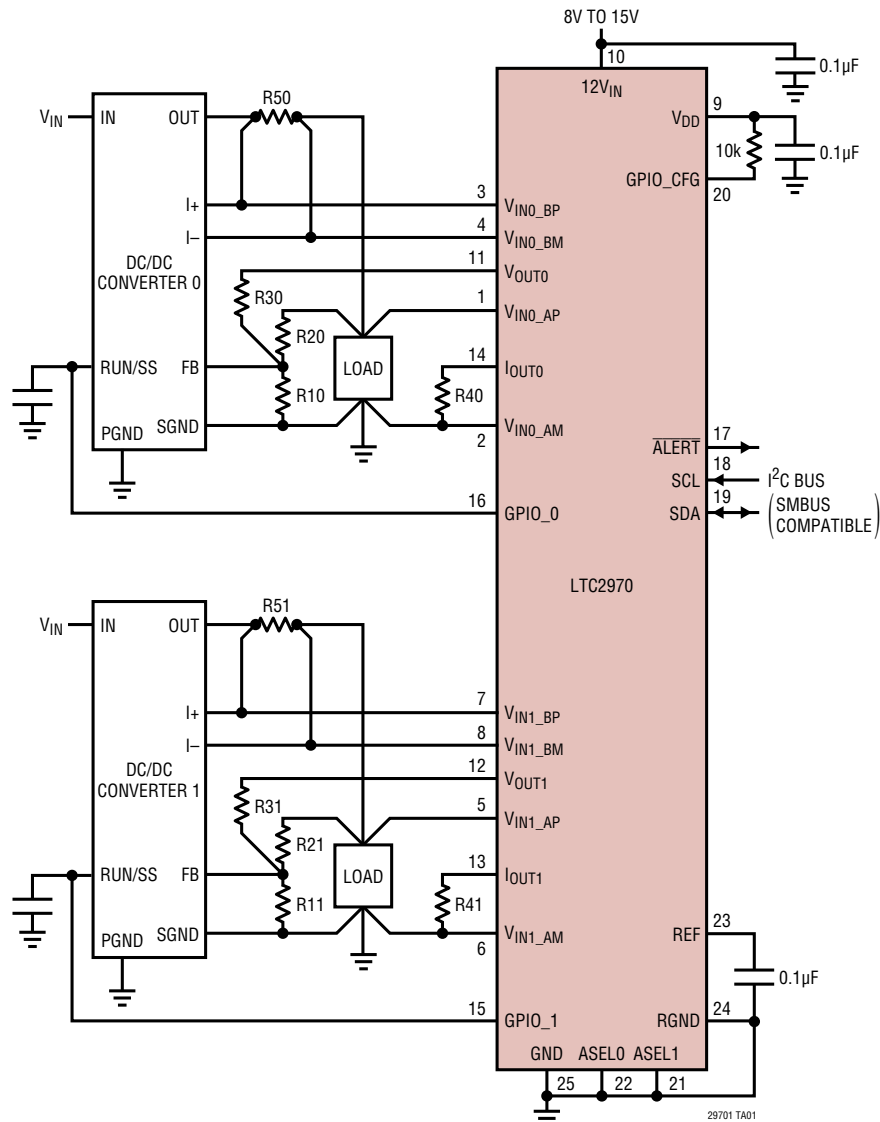 8V TO 15V
10
0.1µF
12VIN
R50
VIN
IN
OUT
9
VDD
10k
0.1µF
GPIO_CFG
20
I+
3
VIN0_BP
I–
4
VIN0_BM
DC/DC
CONVERTER 0
11
VOUT0
R30
1
VIN0_AP
R20
LOAD
14
IOUT0
RUN/SS
FB
R10
R40
SGND
PGND
2
VIN0_AM
ALERT
17
SCL
18
I2C BUS
SDA
19
(SMBUS
COMPATIBLE)
16
GPIO_0
LTC2970
R51
VIN
IN
OUT
I+
7
VIN1_BP
I–
8
VIN1_BM
DC/DC
CONVERTER 1
12
VOUT1
R31
5
VIN1_AP
R21
LOAD
13
IOUT1
RUN/SS
FB
R11
R41
SGND
PGND
6
VIN1_AM
REF
23
0.1µF
15
GPIO_1
RGND
24
GND
ASEL0
ASEL1
25
22
21
29701 TA01